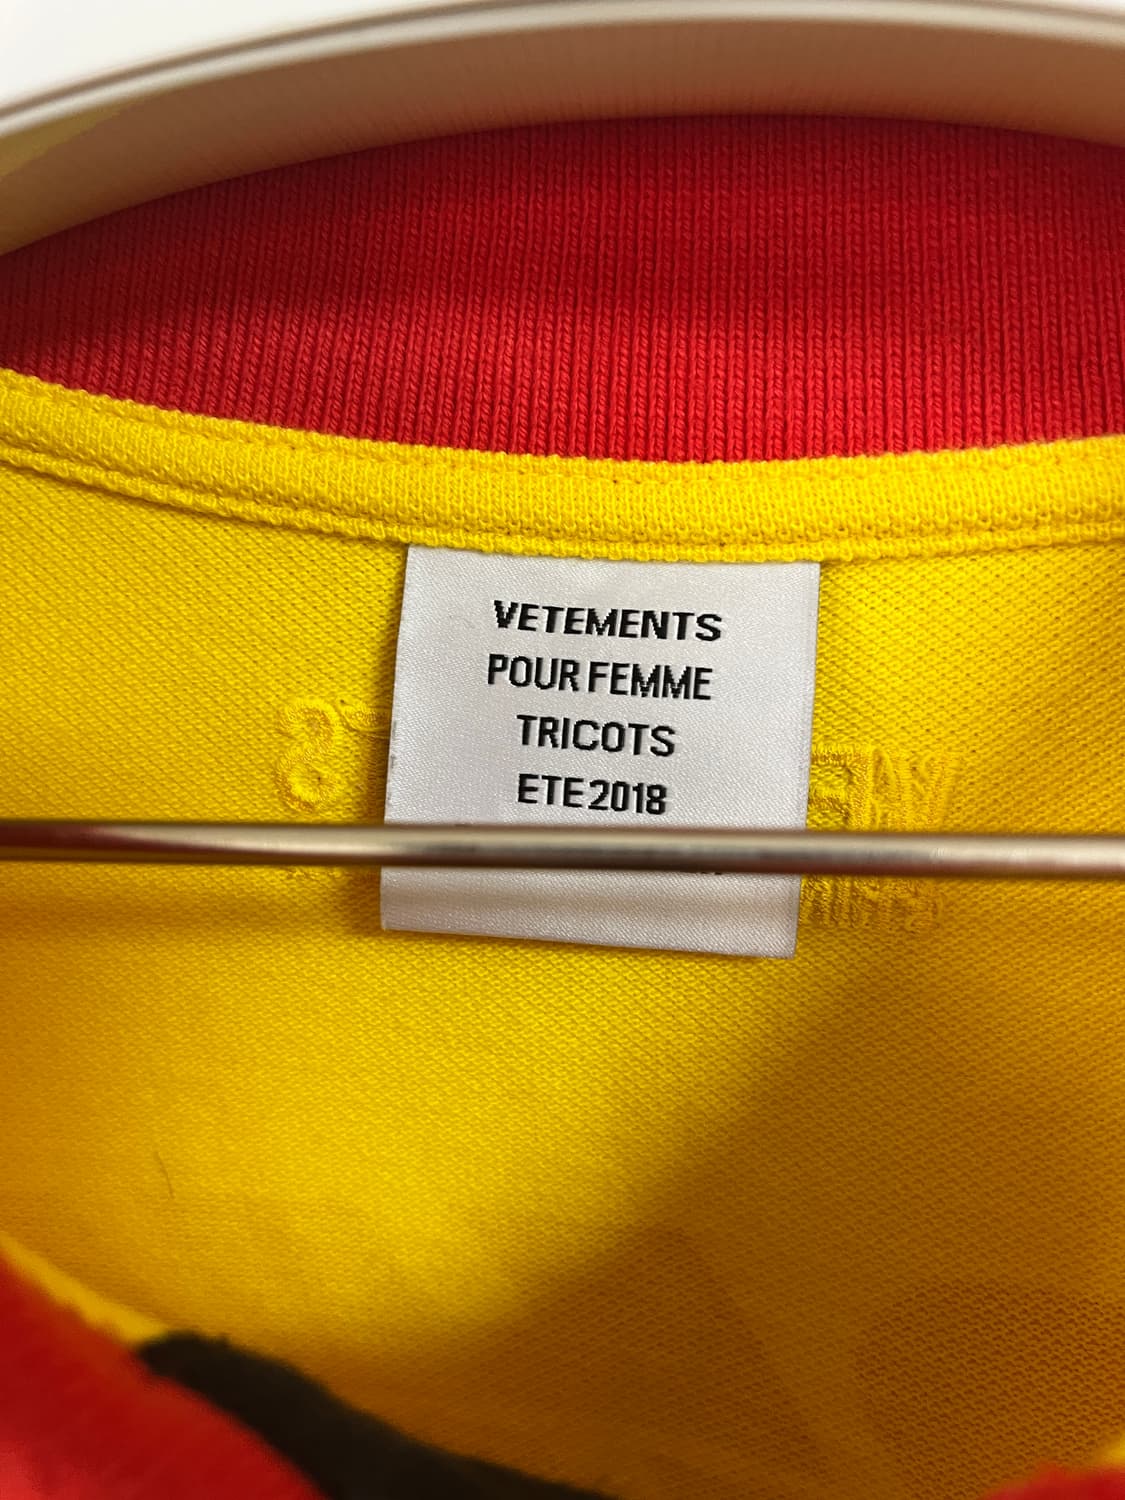 VETEMENTS
POUR FEMME
TRICOTS
ETE 2018